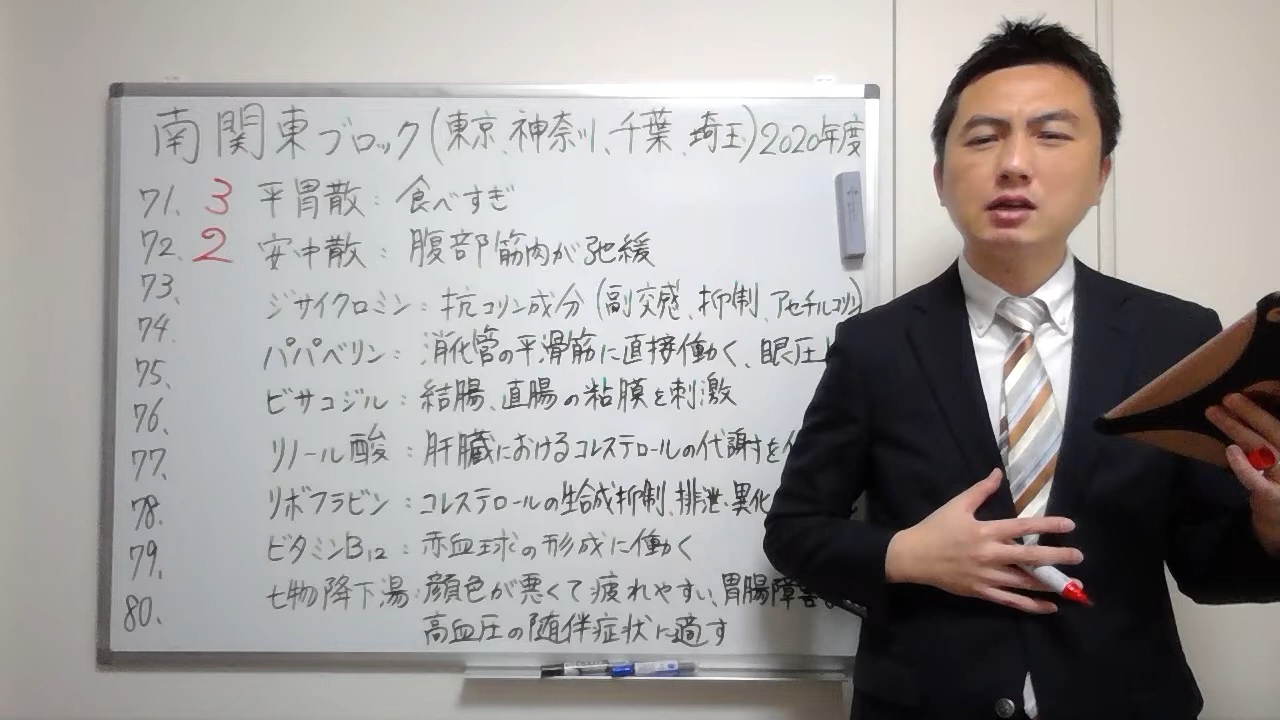 南関東ブロック(東京、神奈川、千葉、埼玉)2020年度
71. 3 平胃散：食べすぎ
72. 2 安中散：腹部筋肉が弛緩
73.
ジサイクロミン：抗コリン成分(副交感、抑制、アセチルコリン)
74.
パパベリン：消化管の平滑筋に直接働く、眼圧上
75.
ビサコジル：結腸、直腸の粘膜を刺激
76.
リノール酸：肝臓におけるコレステロールの代謝を
77.
リボフラビン：コレステロールの生合成抑制、排泄・異化
78.
ビタミンB12：赤血球の形成に働く
79.
七物降下湯：顔色が悪くて疲れやすい、胃腸障害
80.
高血圧の随伴症状に適す